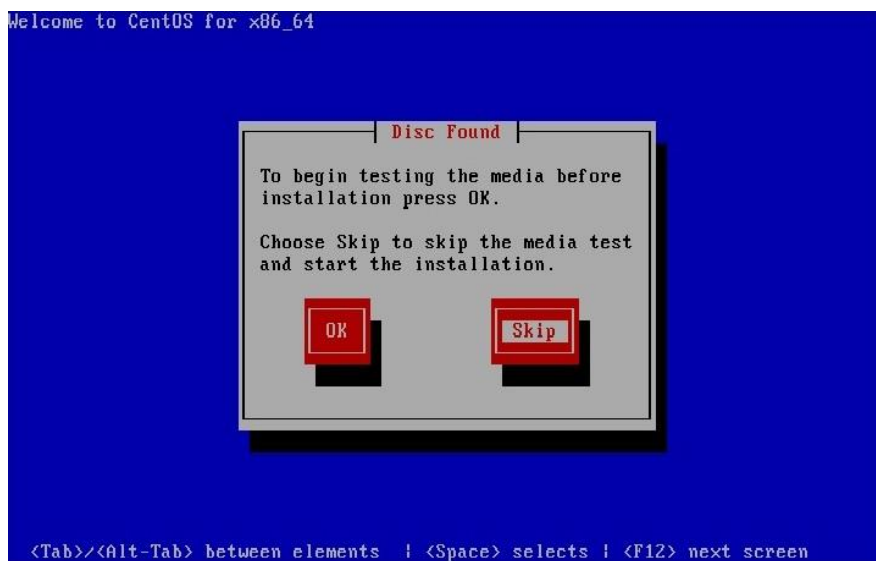 Welcome to CentOS for x86_64
Disc Found
To begin testing the media before
installation press OK.
Choose Skip to skip the media test
and start the installation.
OK Skip
<Tab>/<Alt-Tab> between elements | <Space> selects | <F12> next screen